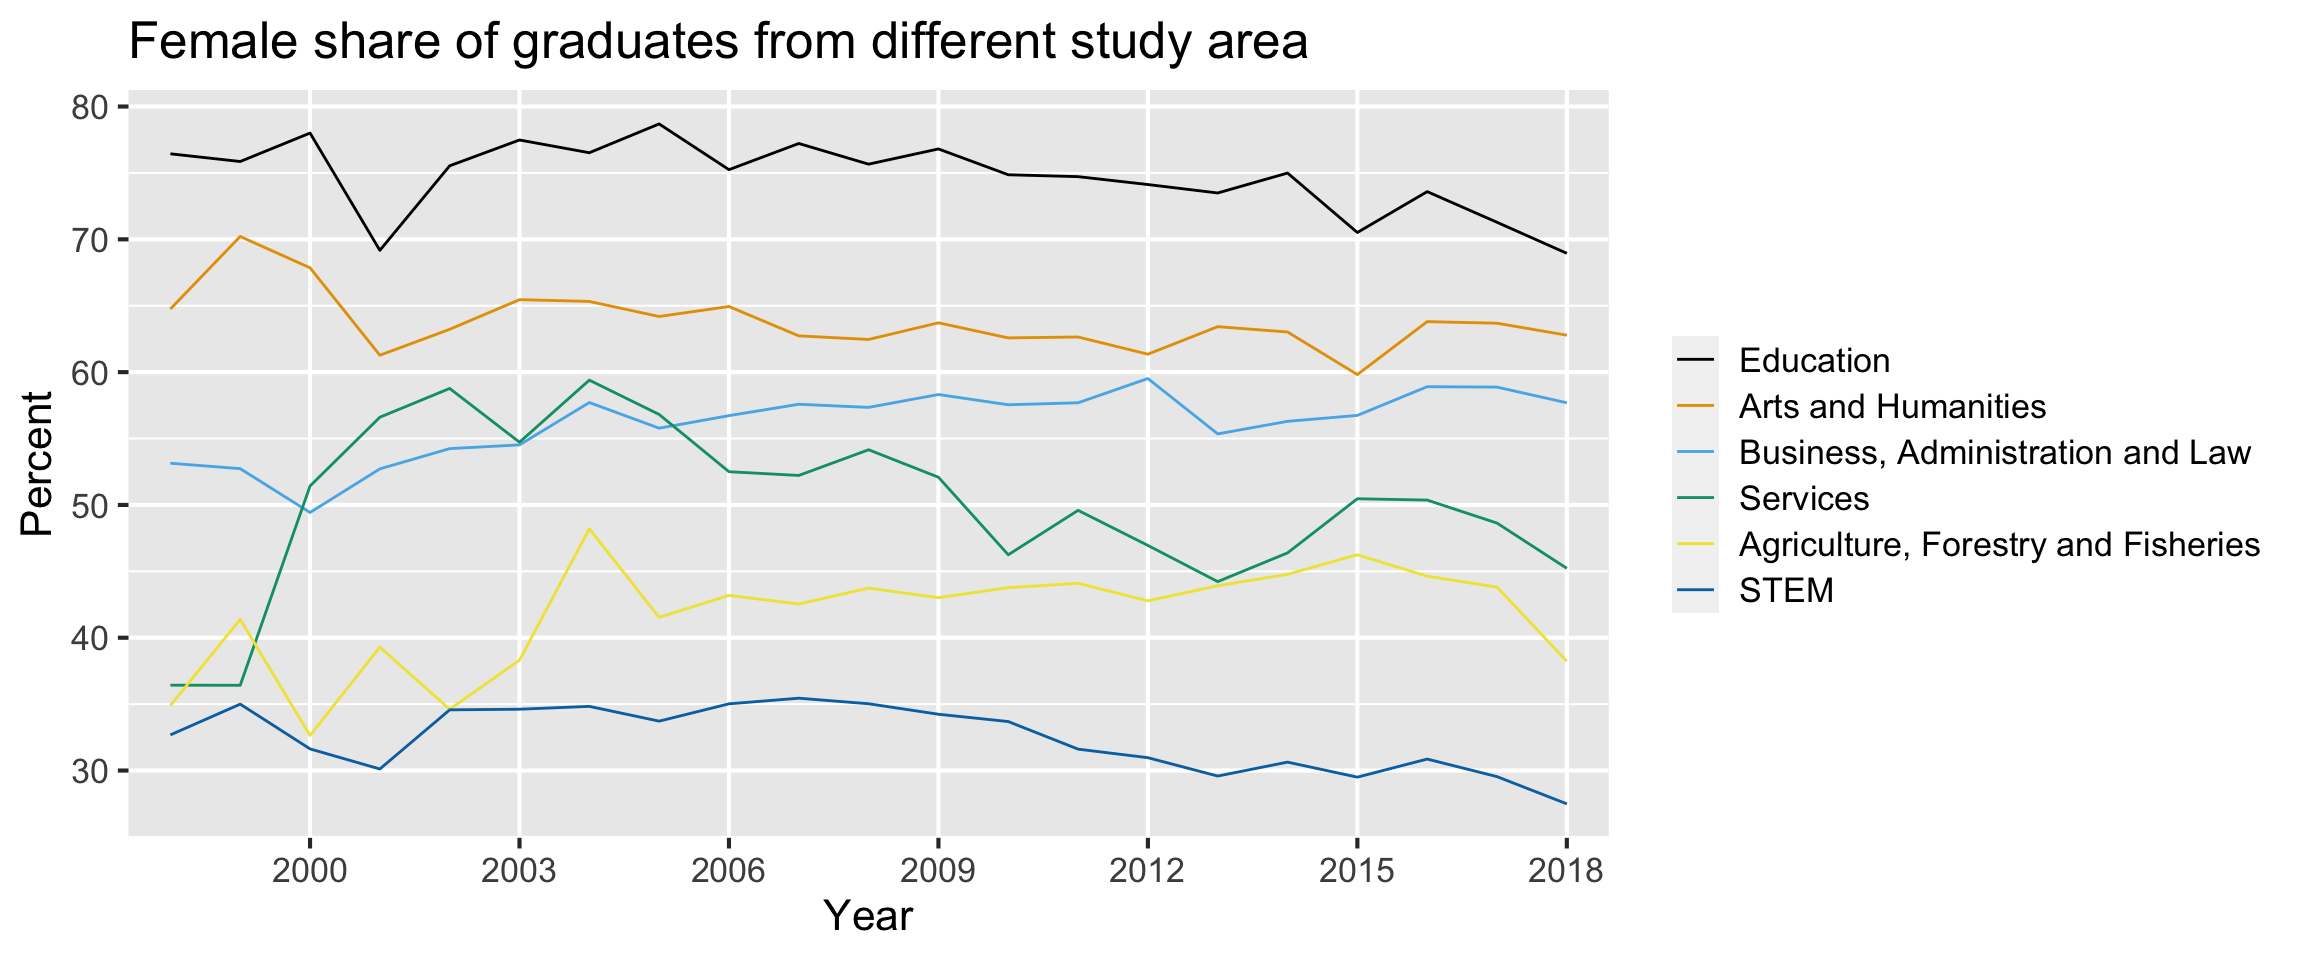 Female share of graduates from different study area
80
70
60
50
40
30
Percent
2000 2003 2006 2009 2012 2015 2018
Year
Education
Arts and Humanities
Business, Administration and Law
Services
Agriculture, Forestry and Fisheries
STEM